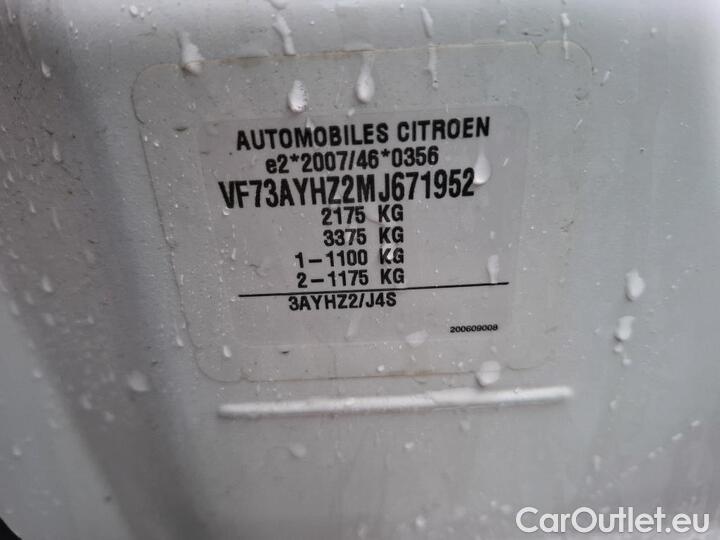 AUTOMOBILES CITROEN
e2*2007/46*0356
VF73AYHZ2MJ671952
2175 KG
3375 KG
1-1100 KG
2-1175 KG
3AYHZ2/J4S
200609008
CarOutlet.eu